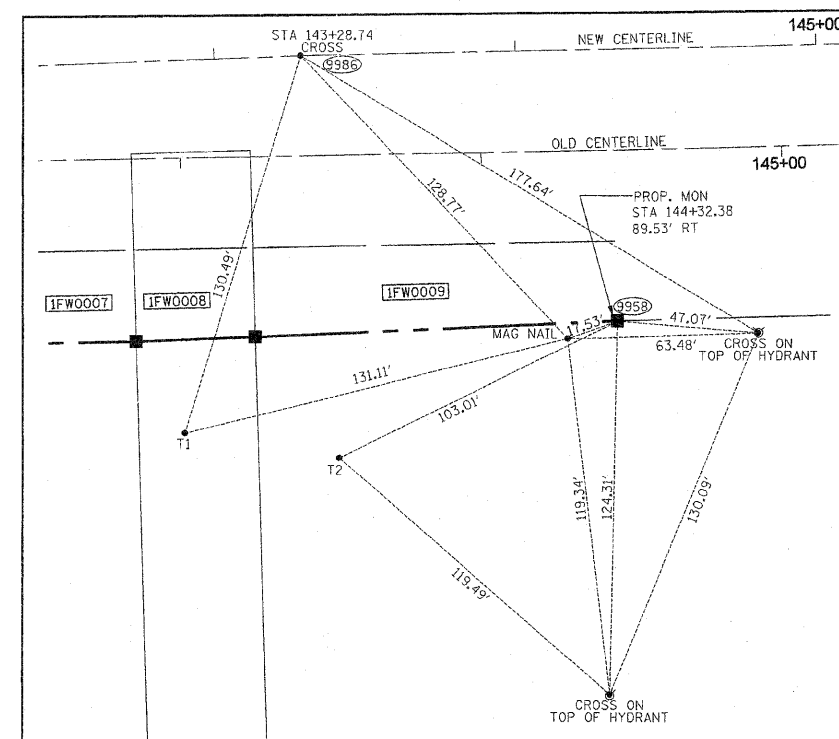 145+00
STA 143+28.74
CROSS
NEW CENTERLINE
9986
OLD CENTERLINE
145+00
177.64'
128.77'
PROP. MON
STA 144+32.38
89.53' RT
130.49'
1FW0007
1FW0008
1FW0009
9958
MAG NAIL
17.53'
47.07'
63.48'
CROSS ON
TOP OF HYDRANT
131.11'
103.01'
T1
T2
119.34'
124.31'
130.09'
119.49'
CROSS ON
TOP OF HYDRANT